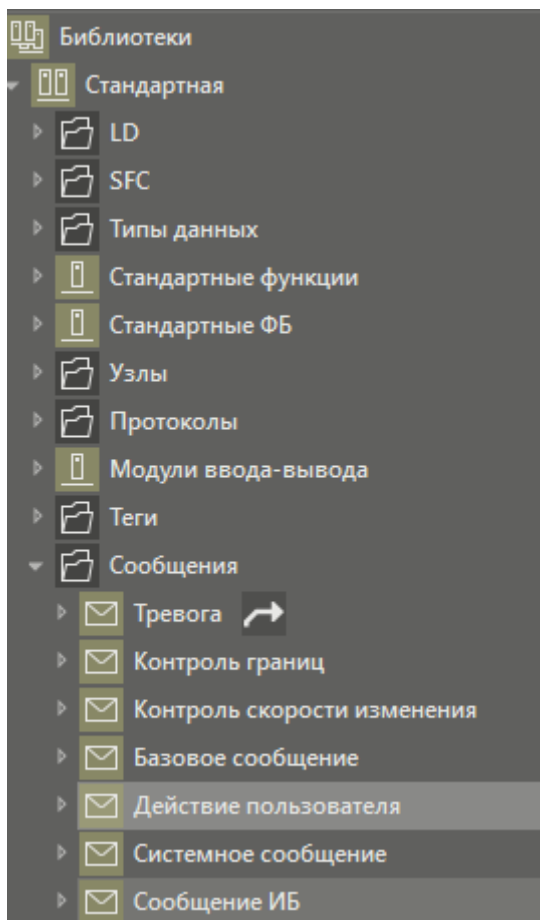 Библиотеки
Стандартная
LD
SFC
Типы данных
Стандартные функции
Стандартные ФБ
Узлы
Протоколы
Модули ввода-вывода
Теги
Сообщения
Тревога
Контроль границ
Контроль скорости изменения
Базовое сообщение
Действие пользователя
Системное сообщение
Сообщение ИБ